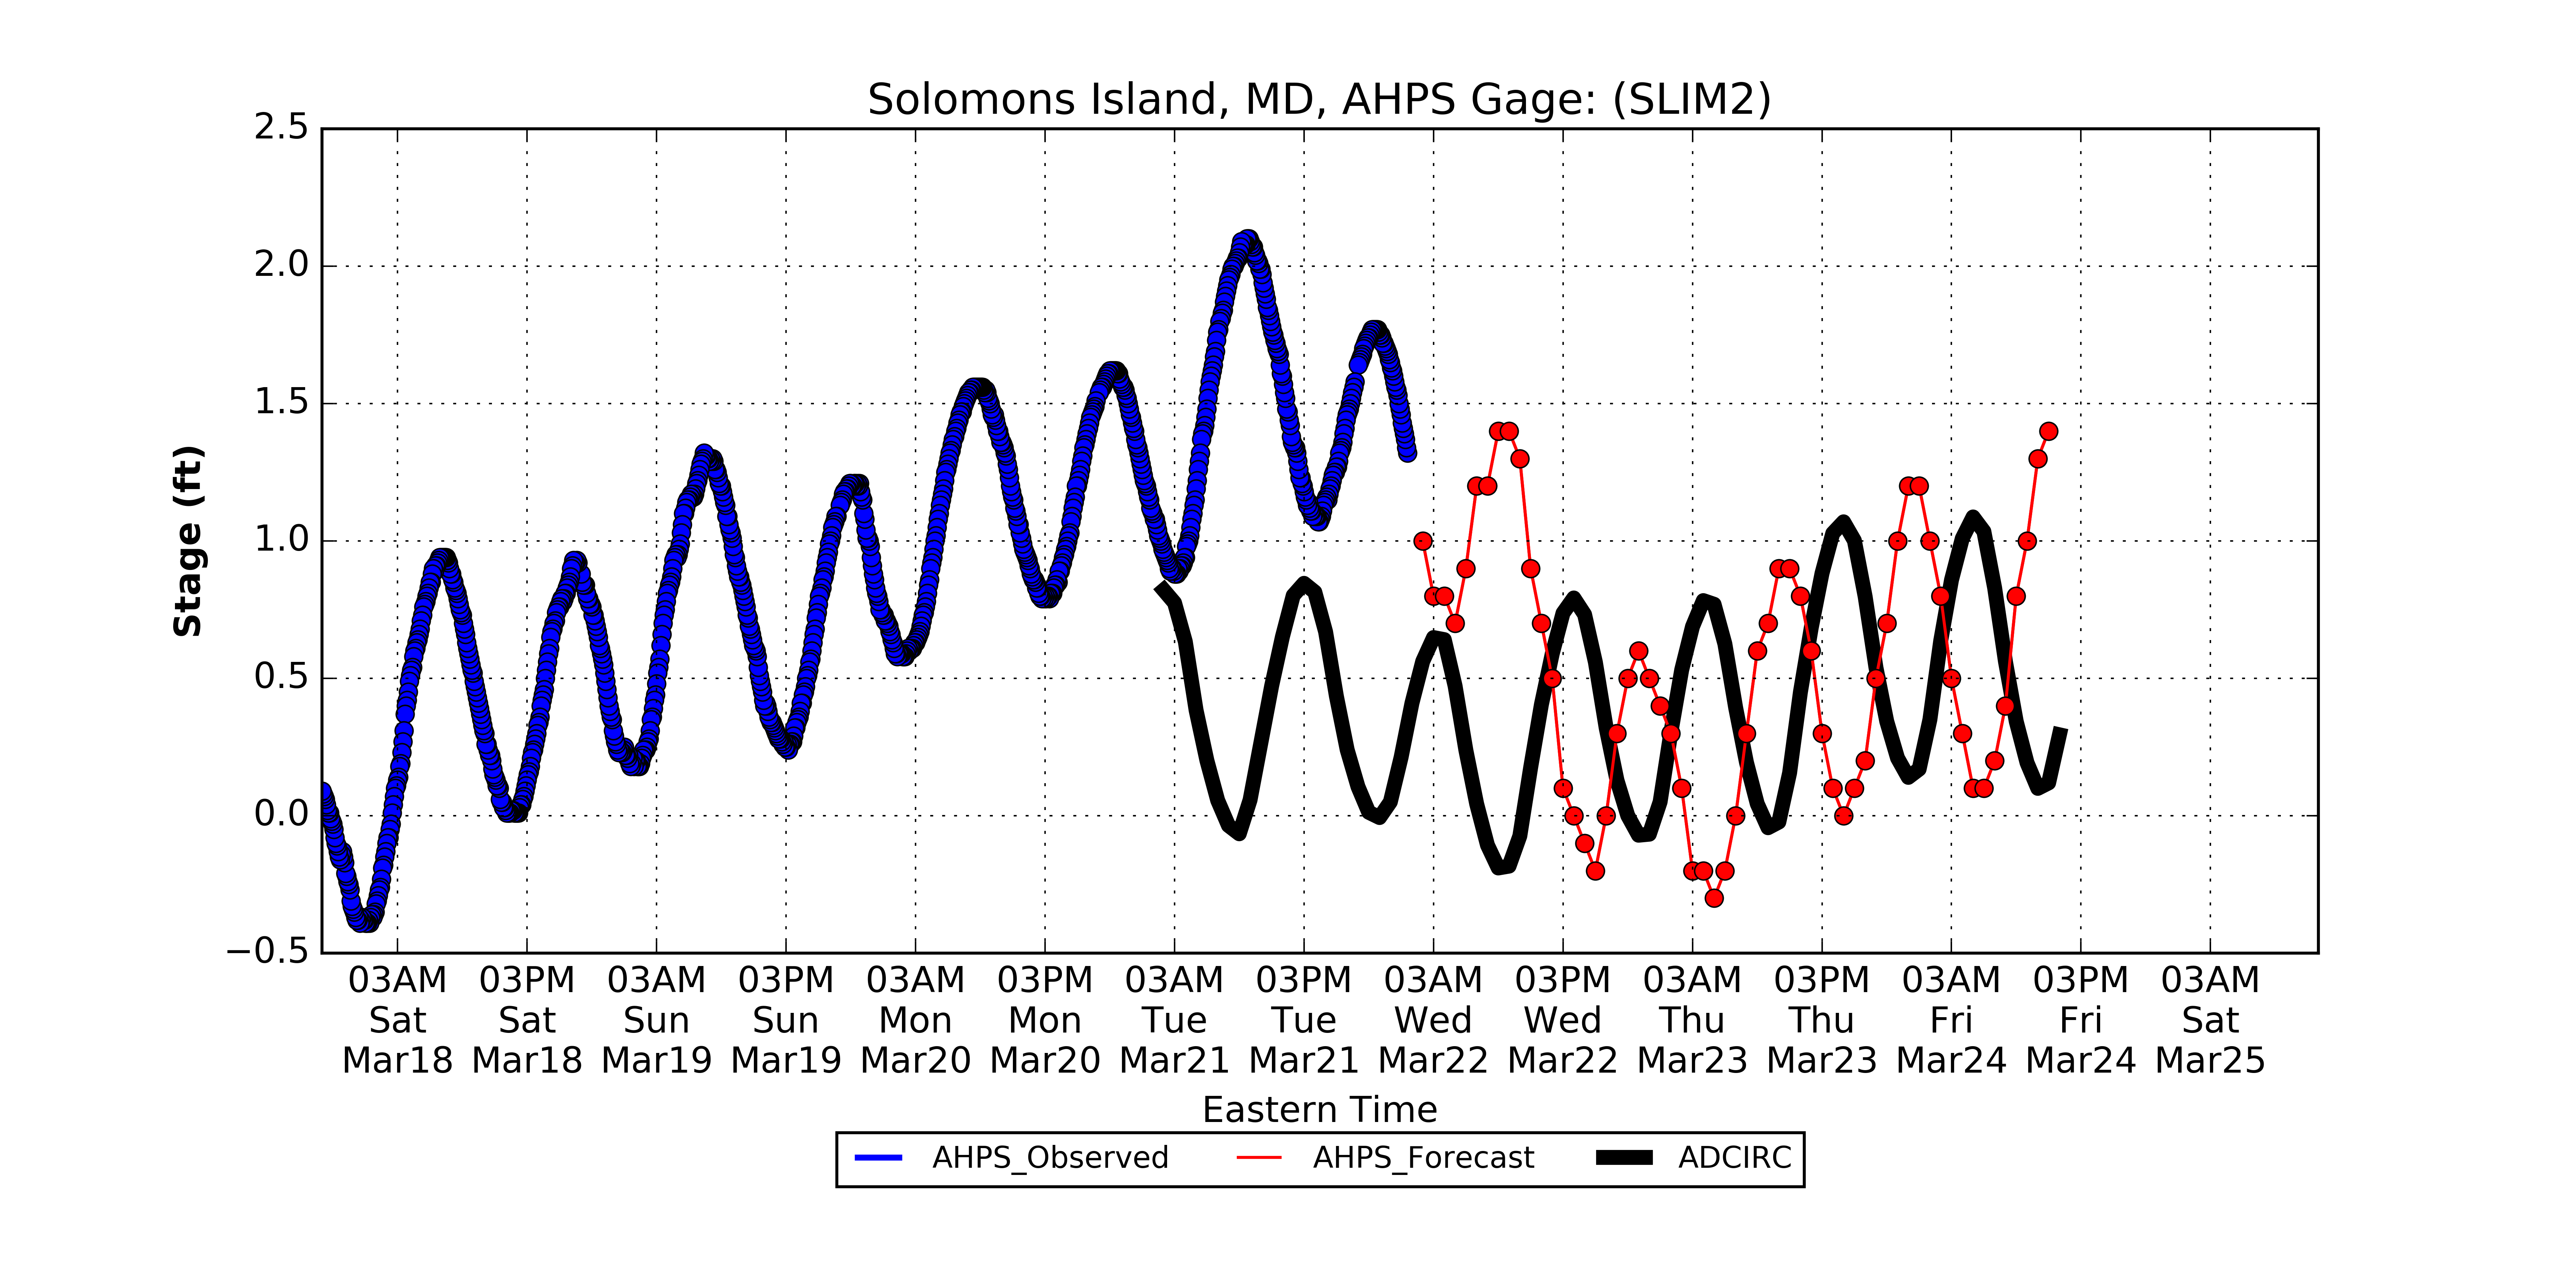 Solomons Island, MD, AHPS Gage: (SLIM2)
2.5
2.0
1.5
1.0
0.5
0.0
−0.5
Stage (ft)
03AM 03PM 03AM 03PM 03AM 03PM 03AM 03PM 03AM 03PM 03AM 03PM 03AM 03PM 03AM
Sat Sat Sun Sun Mon Mon Tue Tue Wed Wed Thu Thu Fri Fri Sat
Mar18 Mar18 Mar19 Mar19 Mar20 Mar20 Mar21 Mar21 Mar22 Mar22 Mar23 Mar23 Mar24 Mar24 Mar25
Eastern Time
AHPS_Observed AHPS_Forecast ADCIRC